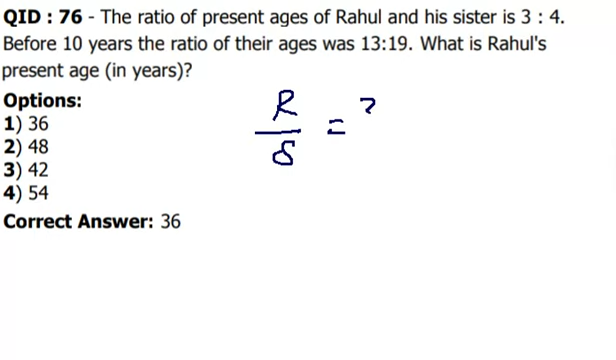 QID : 76 - The ratio of present ages of Rahul and his sister is 3 : 4.
Before 10 years the ratio of their ages was 13:19. What is Rahul's
present age (in years)?
Options:
1) 36
2) 48
3) 42
4) 54
Correct Answer: 36
R
= 3
S